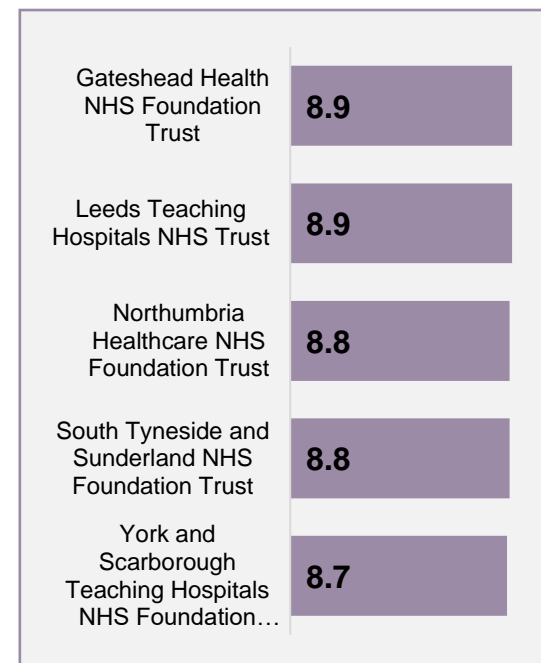 Gateshead Health
NHS Foundation
Trust
8.9
Leeds Teaching
Hospitals NHS Trust
8.9
Northumbria
Healthcare NHS
Foundation Trust
8.8
South Tyneside and
Sunderland NHS
Foundation Trust
8.8
York and
Scarborough
Teaching Hospitals
NHS Foundation…
8.7